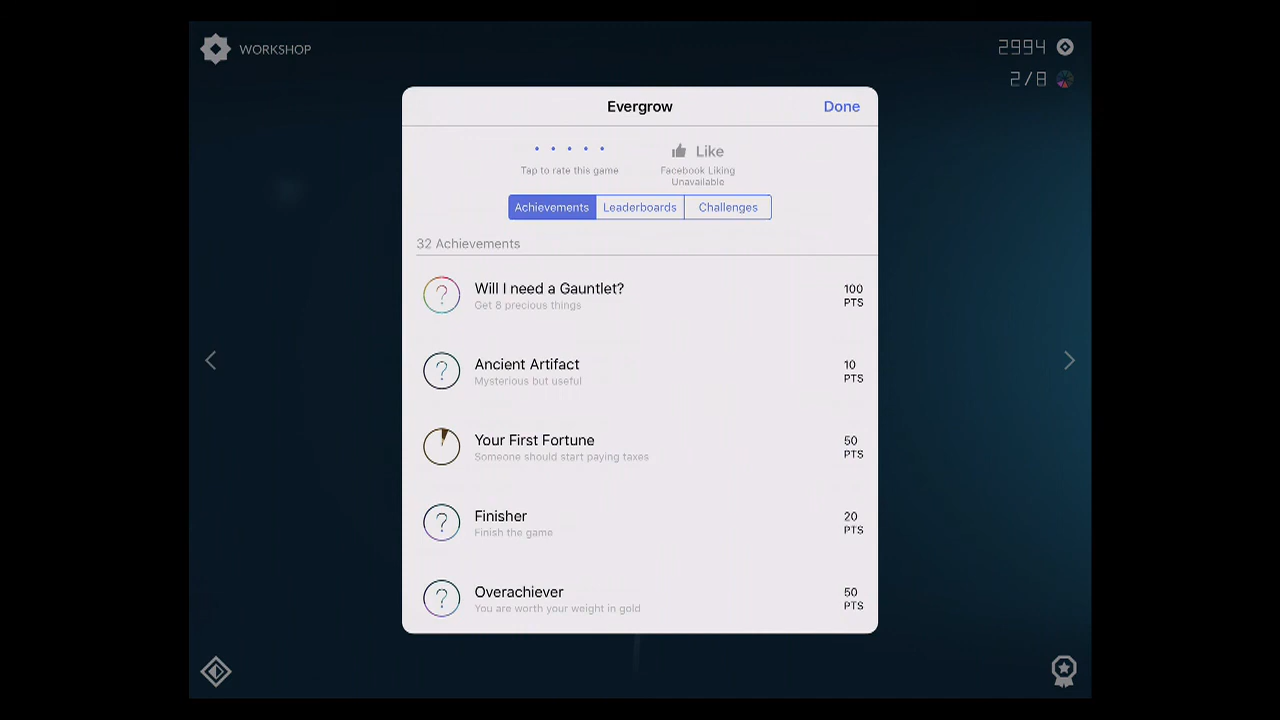 WORKSHOP
2994
2/8
Evergrow
Done
Tap to rate this game
Like
Facebook Liking
Unavailable
Achievements
Leaderboards
Challenges
32 Achievements
Will I need a Gauntlet?
Get 8 precious things
100
PTS
Ancient Artifact
Mysterious but useful
10
PTS
Your First Fortune
Someone should start paying taxes
50
PTS
Finisher
Finish the game
20
PTS
Overachiever
You are worth your weight in gold
50
PTS